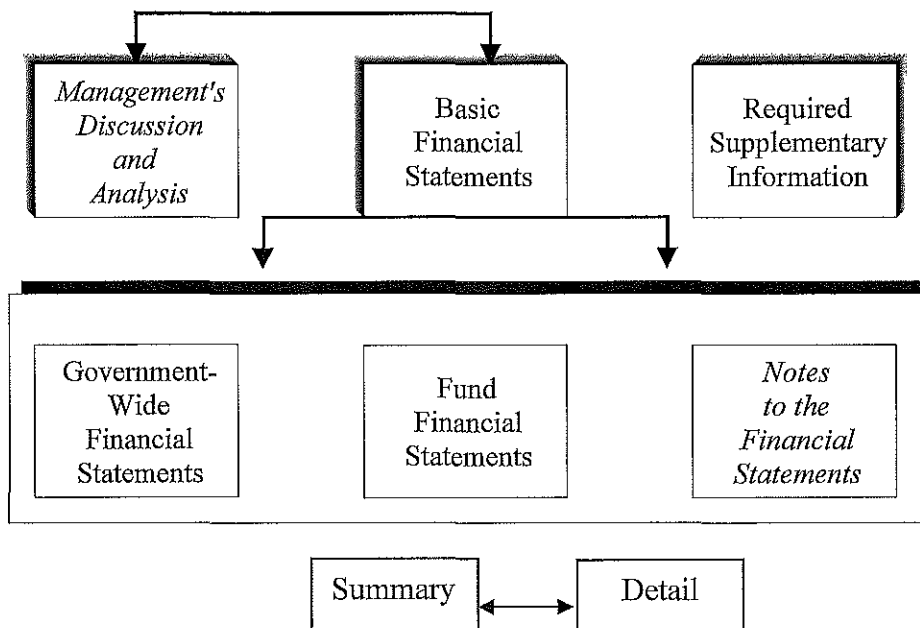 Management's
Discussion
and
Analysis
Basic
Financial
Statements
Required
Supplementary
Information
Government-
Wide
Financial
Statements
Fund
Financial
Statements
Notes
to the
Financial
Statements
Summary
Detail